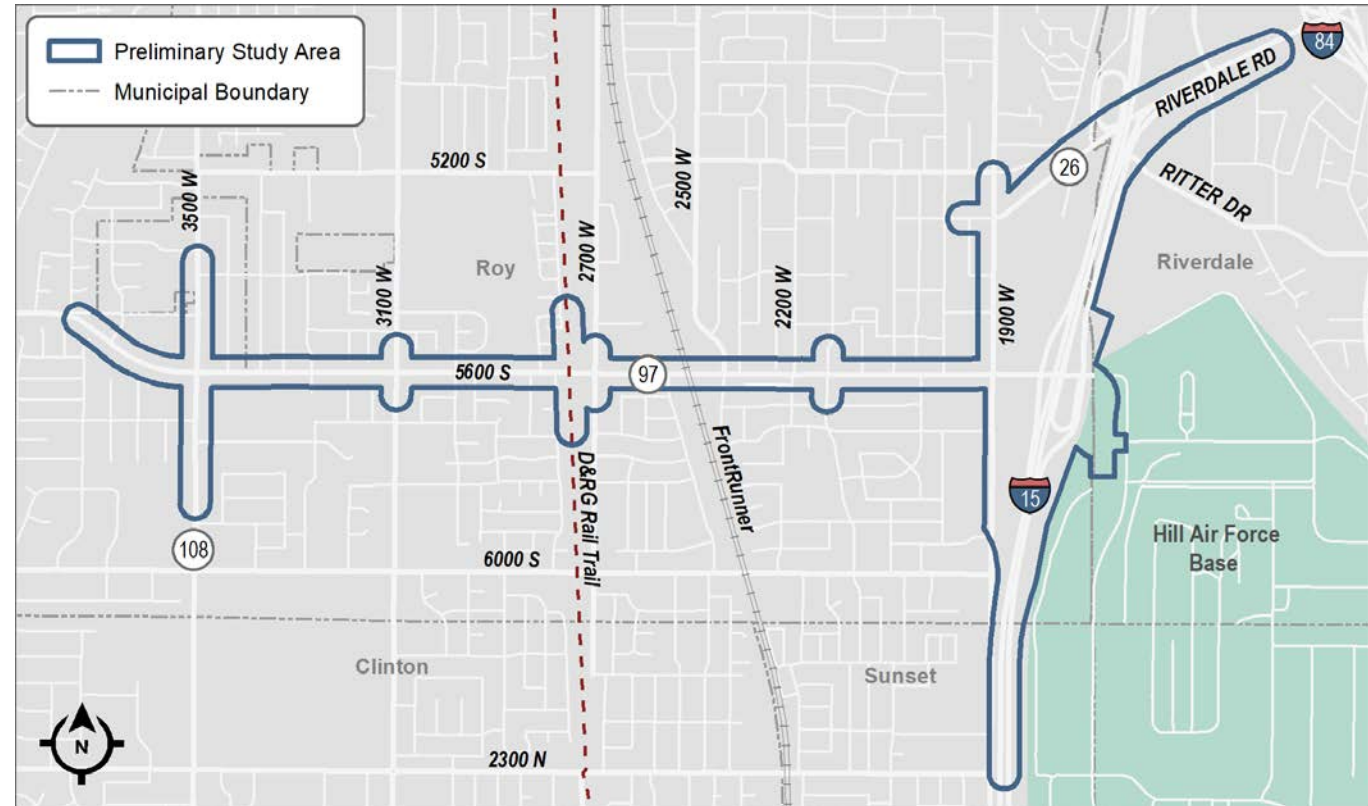 Preliminary Study Area
Municipal Boundary
84
RIVERDALE RD
5200 S
26
2500 W
RITTER DR
3500 W
2700 W
Roy
Riverdale
3100 W
2200 W
1900 W
5600 S
97
FrontRunner
D&RG Rail Trail
15
108
6000 S
Hill Air Force
Base
Clinton
Sunset
N
2300 N